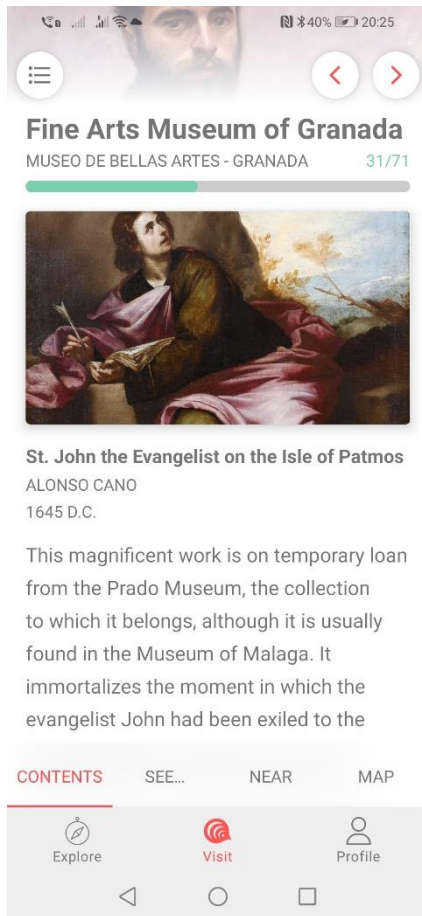 40% 20:25
Fine Arts Museum of Granada
MUSEO DE BELLAS ARTES - GRANADA 31/71
St. John the Evangelist on the Isle of Patmos
ALONSO CANO
1645 D.C.
This magnificent work is on temporary loan
from the Prado Museum, the collection
to which it belongs, although it is usually
found in the Museum of Malaga. It
immortalizes the moment in which the
evangelist John had been exiled to the
CONTENTS SEE... NEAR MAP
Explore Visit Profile